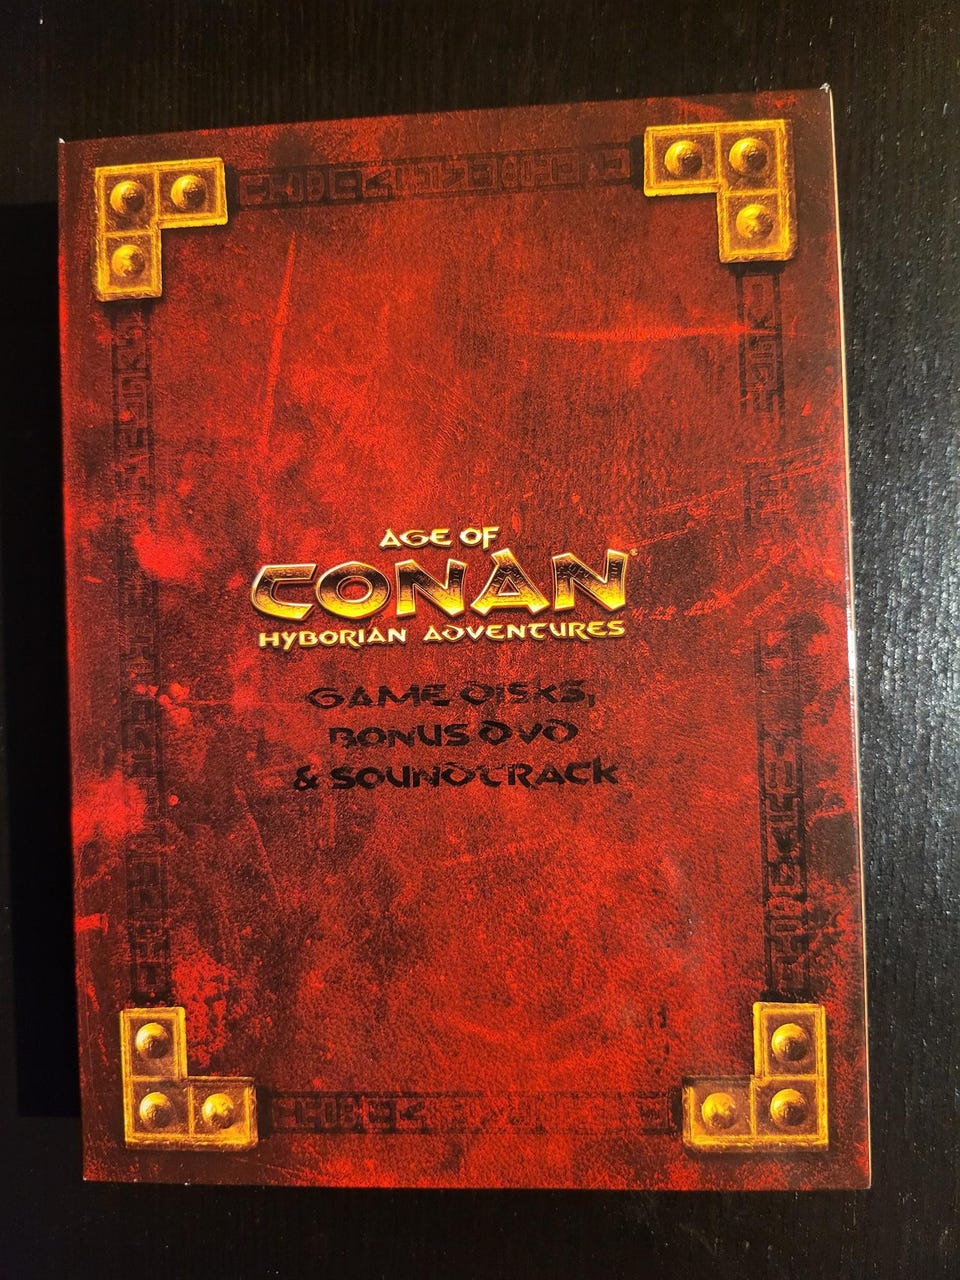 AGE OF
CONAN®
HYBORIAN ADVENTURES
GAME DISKS,
BONUS DVD
& SOUNDTRACK